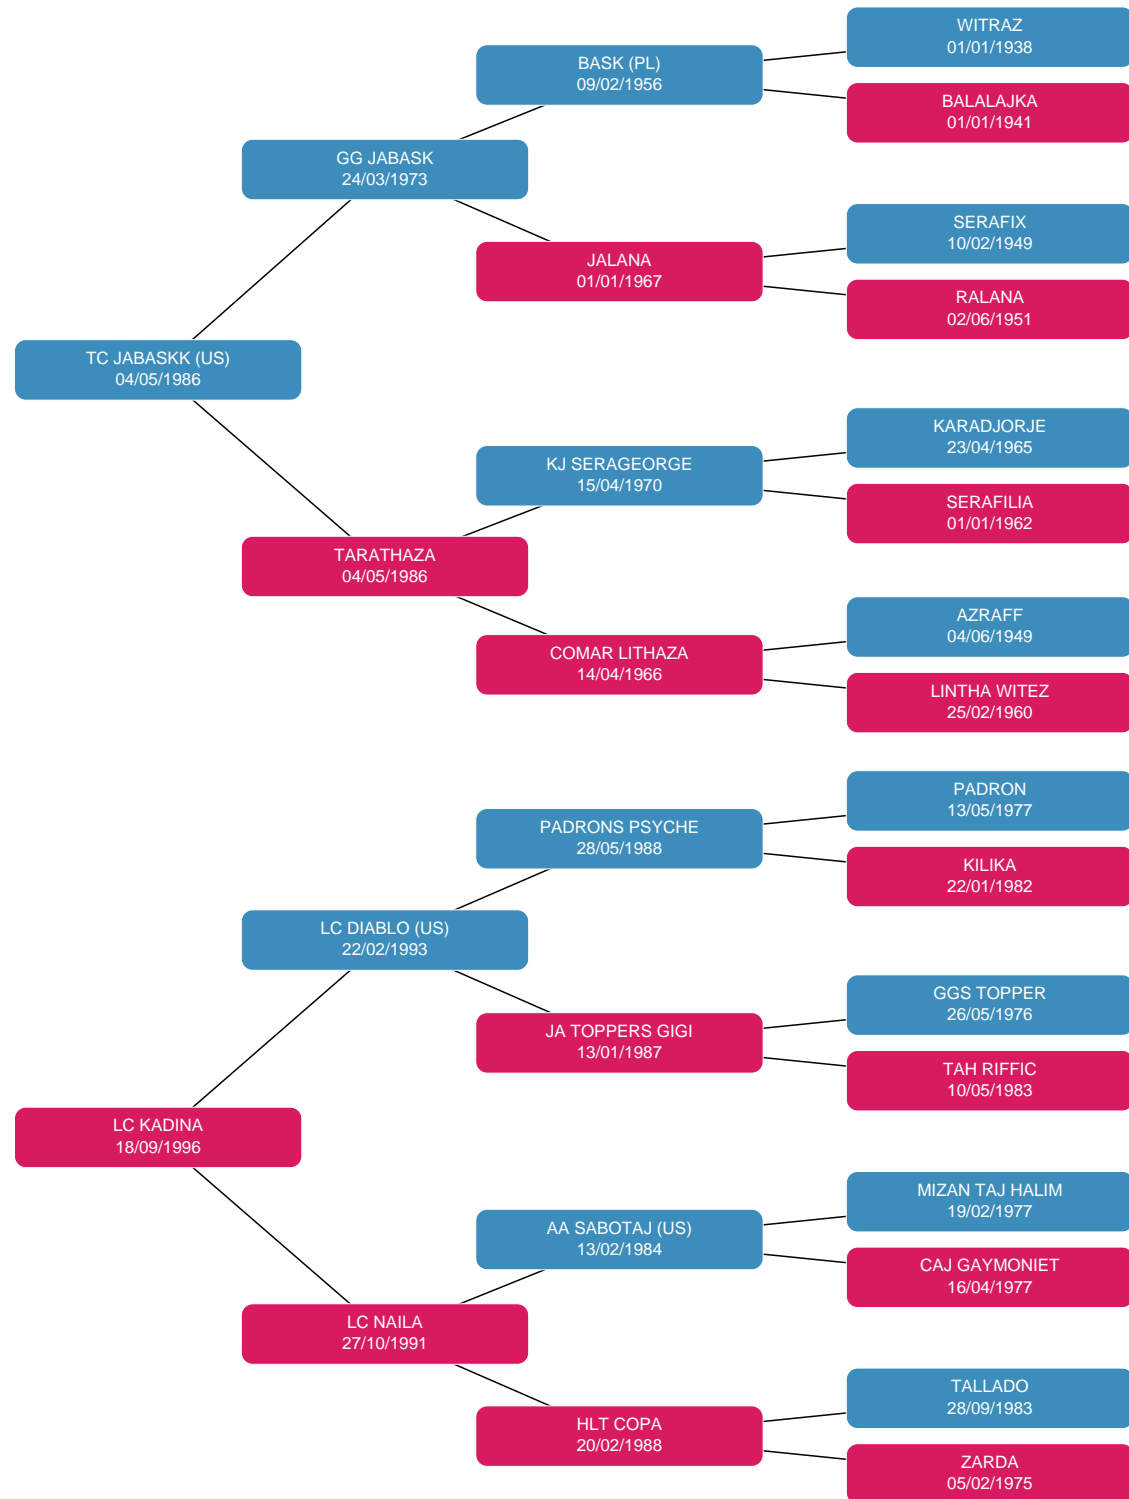 WITRAZ
01/01/1938
BASK (PL)
09/02/1956
BALALAJKA
01/01/1941
GG JABASK
24/03/1973
SERAFIX
10/02/1949
JALANA
01/01/1967
RALANA
02/06/1951
TC JABASKK (US)
04/05/1986
KARADJORJE
23/04/1965
KJ SERAGEORGE
15/04/1970
SERAFILIA
01/01/1962
TARATHAZA
04/05/1986
AZRAFF
04/06/1949
COMAR LITHAZA
14/04/1966
LINTHA WITEZ
25/02/1960
PADRON
13/05/1977
PADRONS PSYCHE
28/05/1988
KILIKA
22/01/1982
LC DIABLO (US)
22/02/1993
GGS TOPPER
26/05/1976
JA TOPPERS GIGI
13/01/1987
TAH RIFFIC
10/05/1983
LC KADINA
18/09/1996
MIZAN TAJ HALIM
19/02/1977
AA SABOTAJ (US)
13/02/1984
CAJ GAYMONIET
16/04/1977
LC NAILA
27/10/1991
TALLADO
28/09/1983
HLT COPA
20/02/1988
ZARDA
05/02/1975